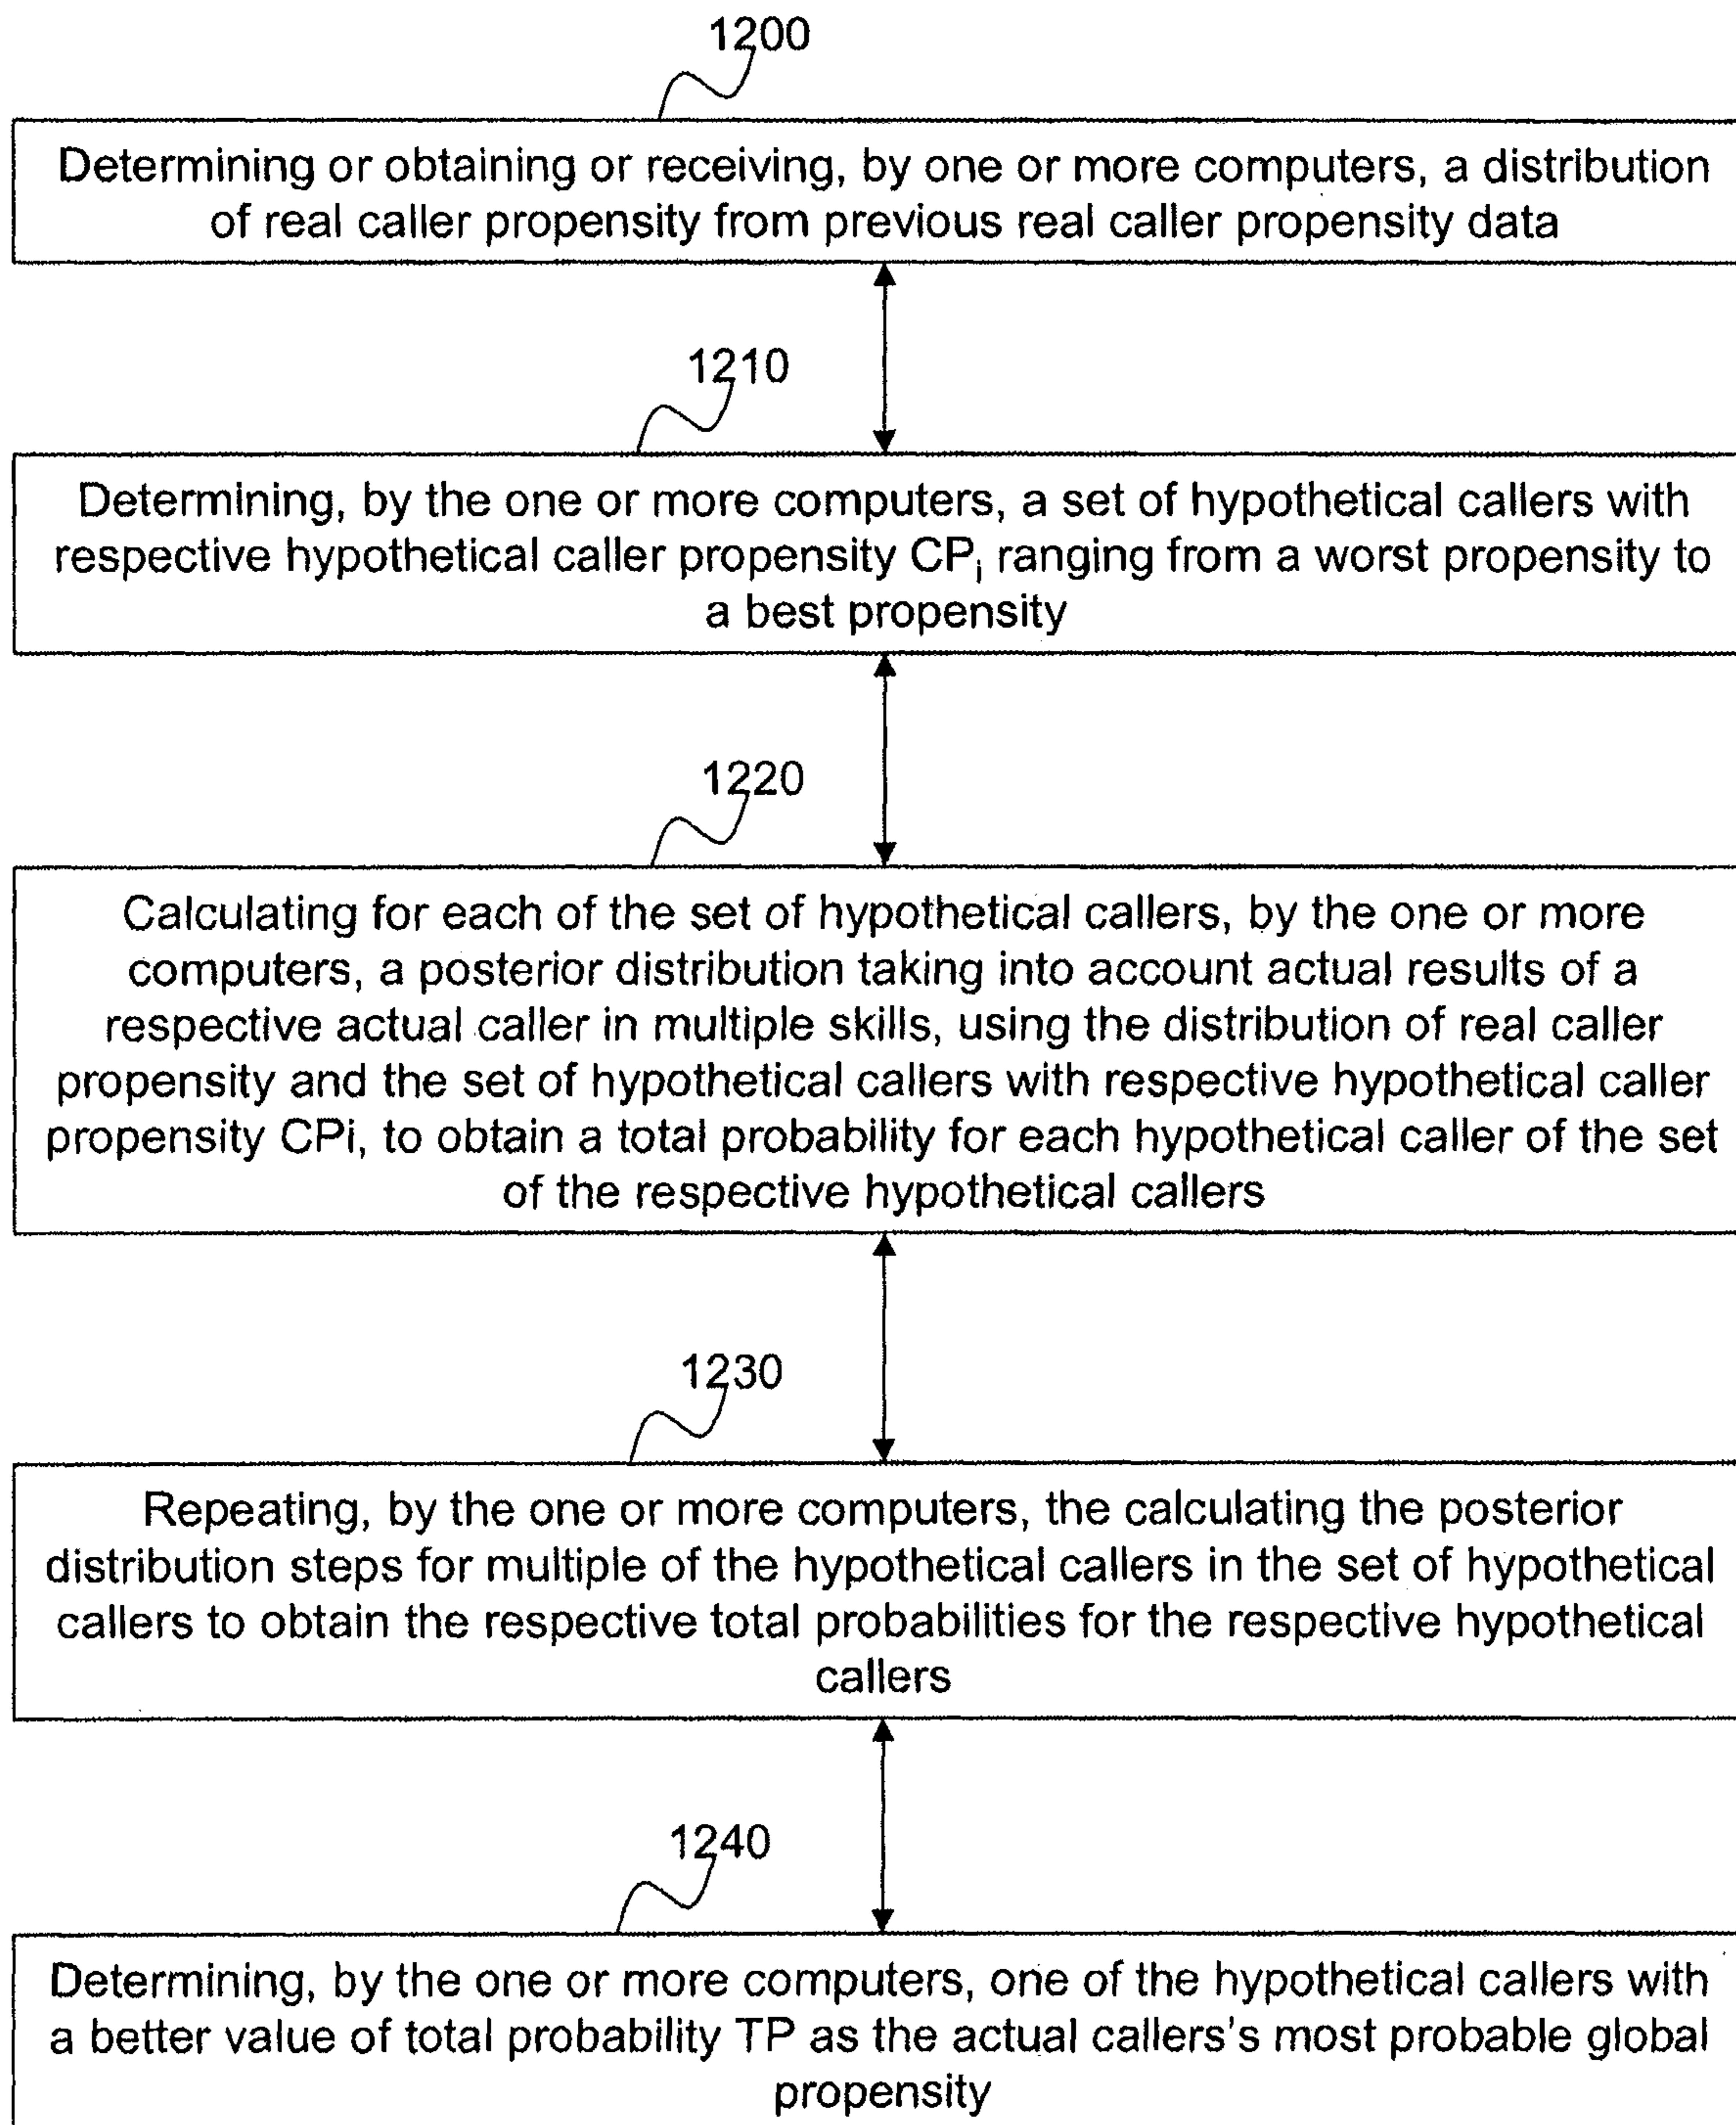 1200
Determining or obtaining or receiving, by one or more computers, a distribution
of real caller propensity from previous real caller propensity data
1210
Determining, by the one or more computers, a set of hypothetical callers with
respective hypothetical caller propensity CPi ranging from a worst propensity to
a best propensity
1220
Calculating for each of the set of hypothetical callers, by the one or more
computers, a posterior distribution taking into account actual results of a
respective actual caller in multiple skills, using the distribution of real caller
propensity and the set of hypothetical callers with respective hypothetical caller
propensity CPi, to obtain a total probability for each hypothetical caller of the set
of the respective hypothetical callers
1230
Repeating, by the one or more computers, the calculating the posterior
distribution steps for multiple of the hypothetical callers in the set of hypothetical
callers to obtain the respective total probabilities for the respective hypothetical
callers
1240
Determining, by the one or more computers, one of the hypothetical callers with
a better value of total probability TP as the actual callers's most probable global
propensity